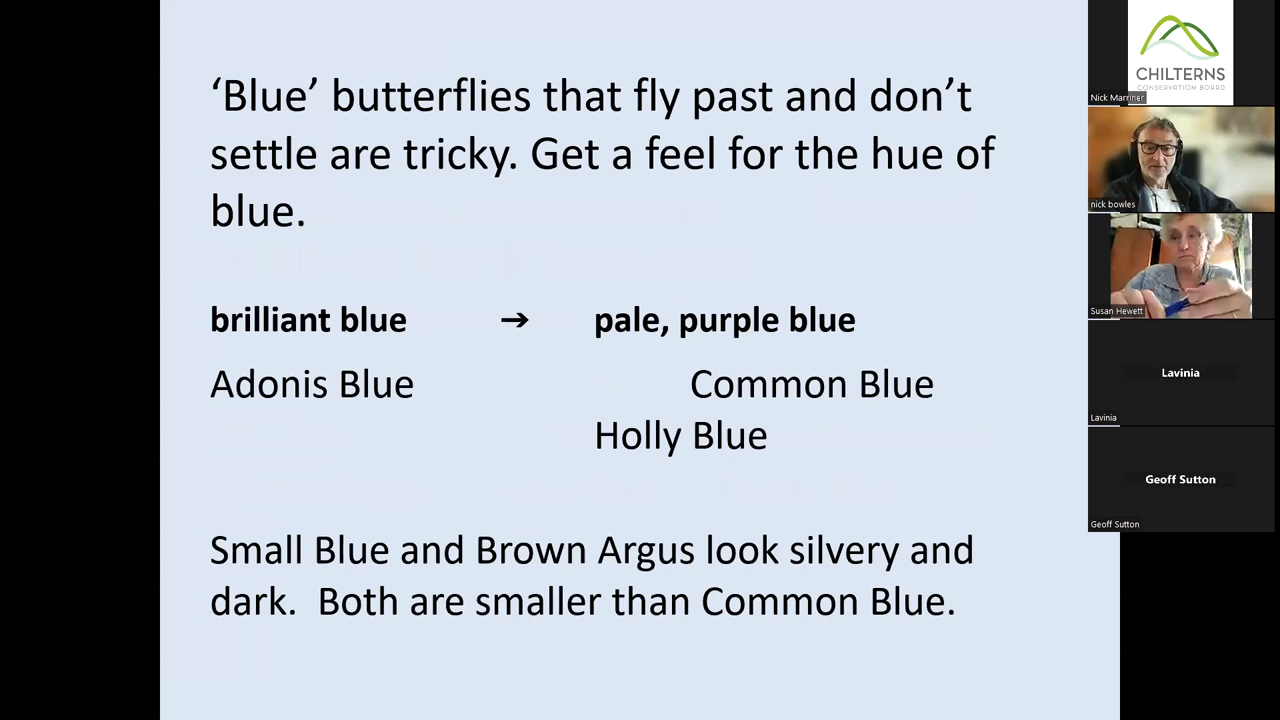 ‘Blue’ butterflies that fly past and don’t
settle are tricky. Get a feel for the hue of
blue.
brilliant blue → pale, purple blue
Adonis Blue Common Blue
Holly Blue
Small Blue and Brown Argus look silvery and
dark. Both are smaller than Common Blue.
CHILTERNS
CONSERVATION BOARD
Nick Marriner
nick bowles
Susan Hewett
Lavinia
Lavinia
Geoff Sutton
Geoff Sutton